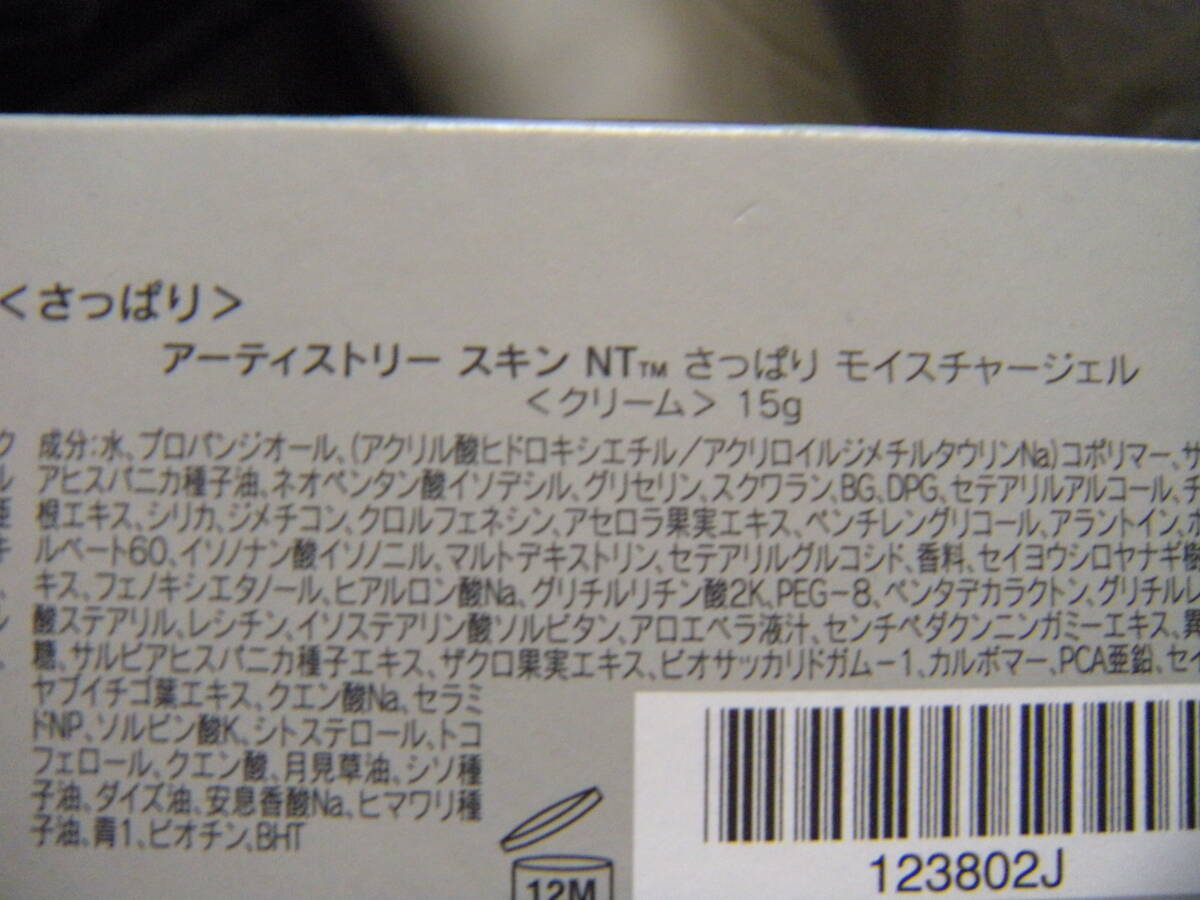 ＜さっぱり＞
アーティストリー スキン NT™ さっぱり モイスチャージェル
＜クリーム＞ 15g
ク 成分：水、プロパンジオール、(アクリル酸ヒドロキシエチル／アクリロイルジメチルタウリンNa)コポリマー、サ
ル アヒスパニカ種子油、ネオペンタン酸イソデシル、グリセリン、スクワラン、BG、DPG、セテアリルアルコール、チ
根エキス、シリカ、ジメチコン、クロルフェネシン、アセロラ果実エキス、ペンチレングリコール、アラントイン、ポ
キ ルベート60、イソノナン酸イソノニル、マルトデキストリン、セテアリルグルコシド、香料、セイヨウシロヤナギ樹
、 キス、フェノキシエタノール、ヒアルロン酸Na、グリチルリチン酸2K、PEG－8、ペンタデカラクトン、グリチルレ
酸ステアリル、レシチン、イソステアリン酸ソルビタン、アロエベラ液汁、センチペダクンニンガミーエキス、異
、 糖、サルビアヒスパニカ種子エキス、ザクロ果実エキス、ビオサッカリドガム－1、カルボマー、PCA亜鉛、セイ
ヤブイチゴ葉エキス、クエン酸Na、セラミ
ドNP、ソルビン酸K、シトステロール、トコ
フェロール、クエン酸、月見草油、シソ種
子油、ダイズ油、安息香酸Na、ヒマワリ種
子油、青1、ビオチン、BHT
12M
123802J